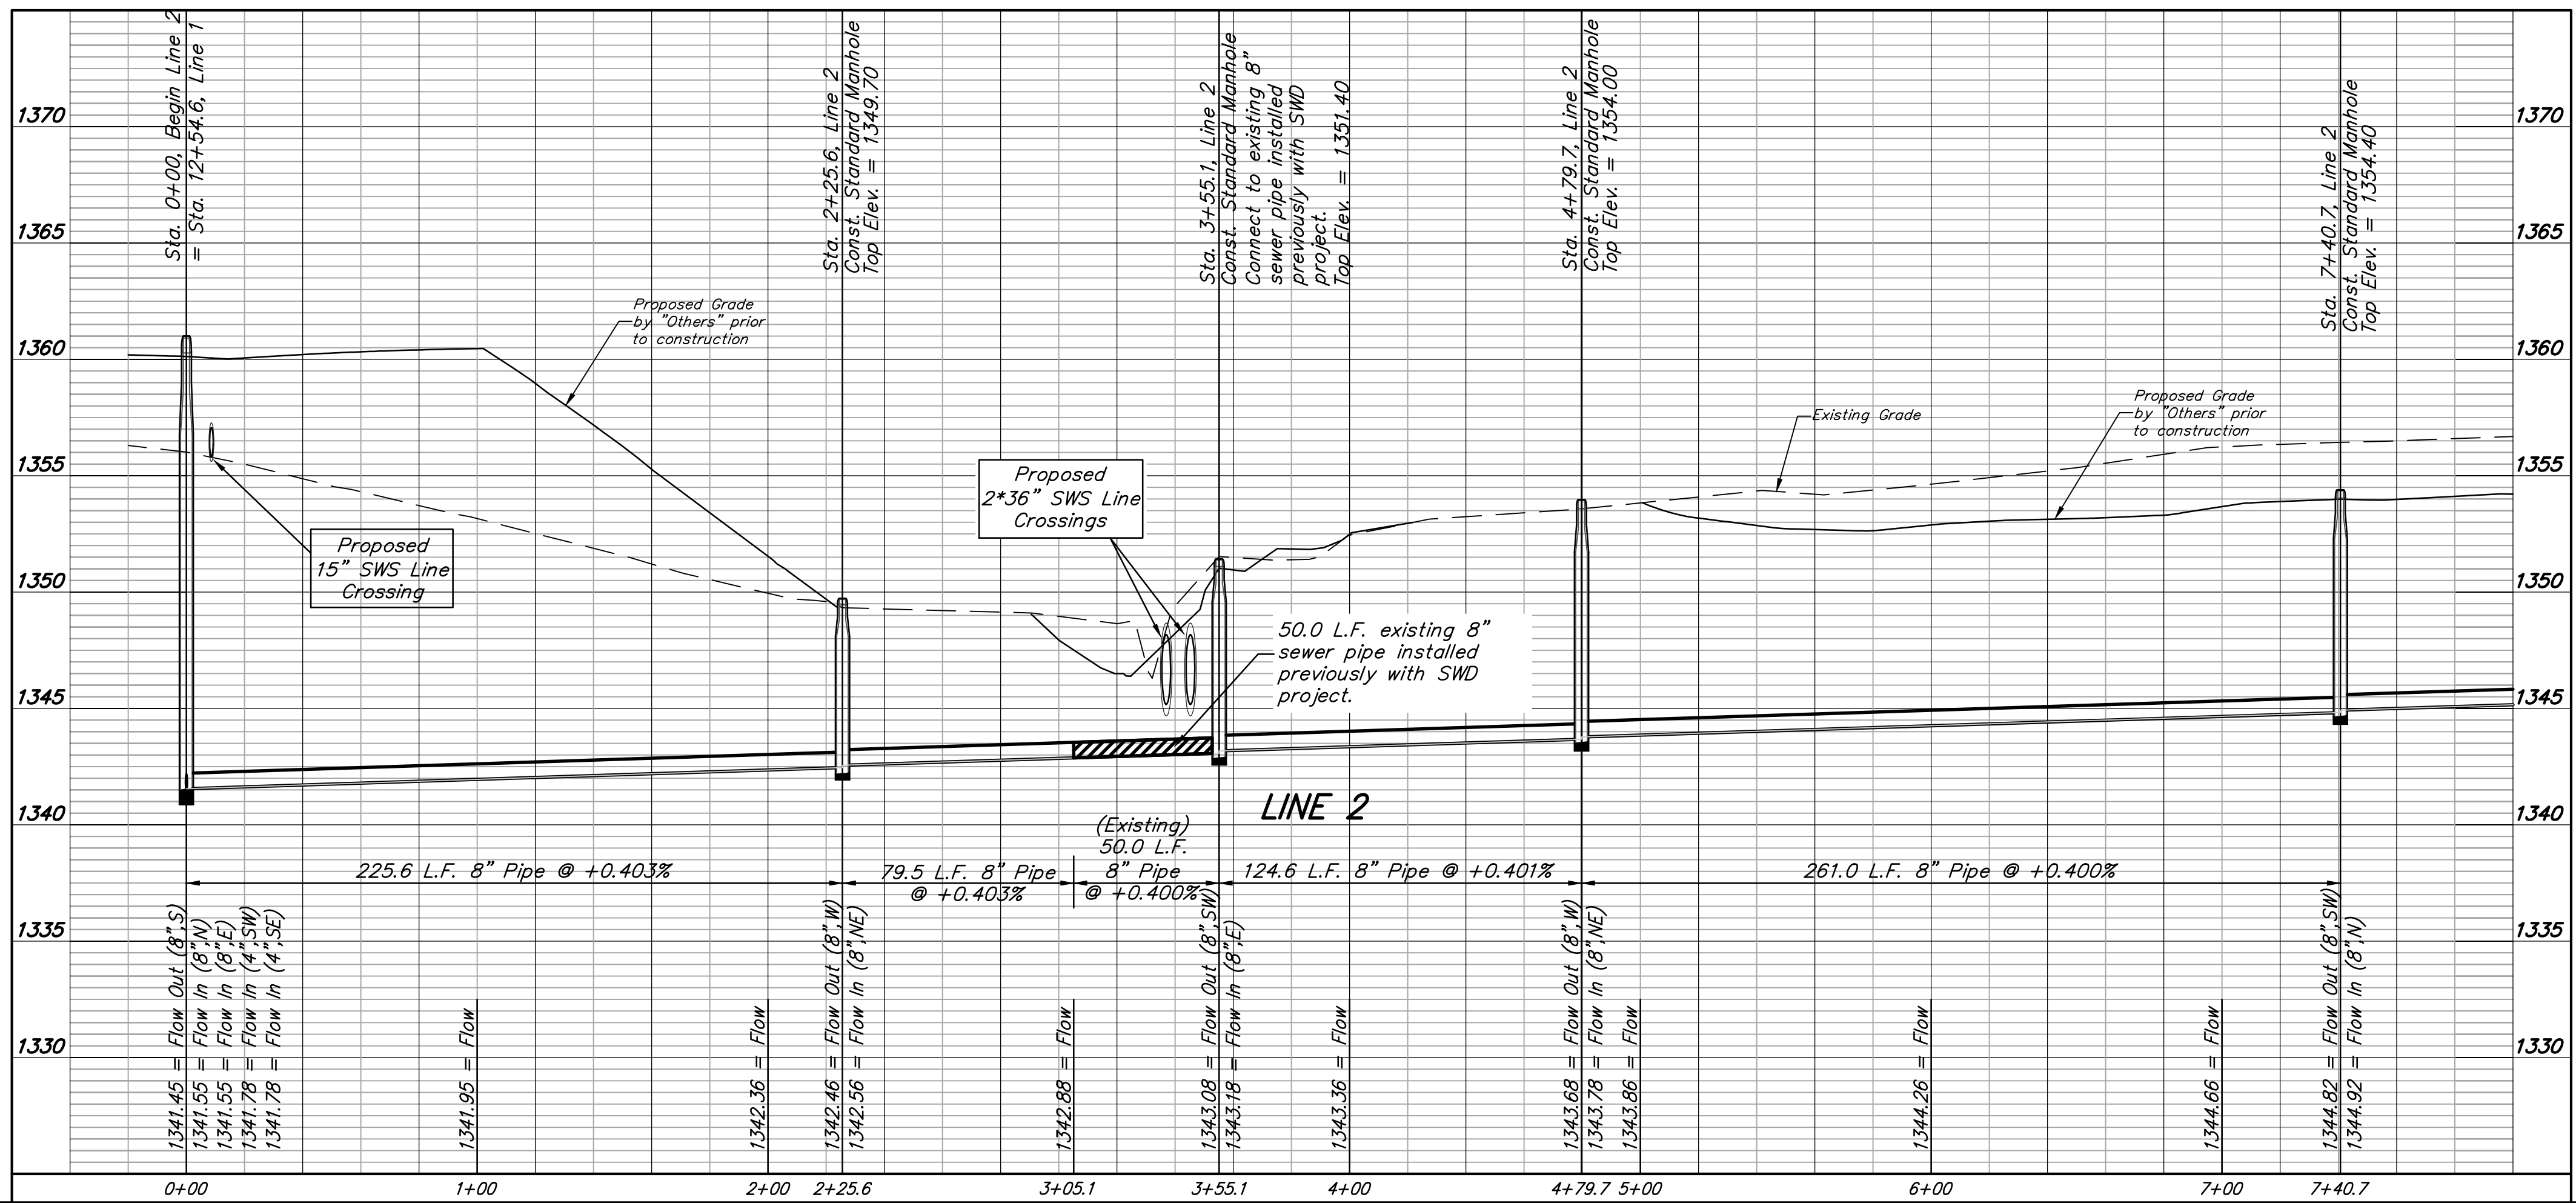 Sta. 0+00, Begin Line 2
= Sta. 12+54.6, Line 1
Sta. 2+25.6, Line 2
Const. Standard Manhole
Top Elev. = 1349.70
Sta. 3+55.1, Line 2
Const. Standard Manhole
Connect to existing 8"
sewer pipe installed
previously with SWD
project.
Top Elev. = 1351.40
Sta. 4+79.7, Line 2
Const. Standard Manhole
Top Elev. = 1354.00
Sta. 7+40.7, Line 2
Const. Standard Manhole
Top Elev. = 1354.40
1370
1365
1360
1355
1350
1345
1340
1335
1330
1370
1365
1360
1355
1350
1345
1340
1335
1330
Proposed Grade
by "Others" prior
to construction
Proposed
15" SWS Line
Crossing
Proposed
2*36" SWS Line
Crossings
50.0 L.F. existing 8"
sewer pipe installed
previously with SWD
project.
Existing Grade
Proposed Grade
by "Others" prior
to construction
LINE 2
225.6 L.F. 8" Pipe @ +0.403%
79.5 L.F. 8" Pipe
@ +0.403%
(Existing)
50.0 L.F.
8" Pipe
@ +0.400%
124.6 L.F. 8" Pipe @ +0.401%
261.0 L.F. 8" Pipe @ +0.400%
1341.45 = Flow Out (8",S)
1341.55 = Flow In (8",N)
1341.55 = Flow In (8",E)
1341.78 = Flow In (4",SW)
1341.78 = Flow In (4",SE)
1341.95 = Flow
1342.36 = Flow
1342.46 = Flow Out (8",W)
1342.56 = Flow In (8",NE)
1342.88 = Flow
1343.08 = Flow Out (8",SW)
1343.18 = Flow In (8",E)
1343.36 = Flow
1343.68 = Flow Out (8",W)
1343.78 = Flow In (8",NE)
1343.86 = Flow
1344.26 = Flow
1344.66 = Flow
1344.82 = Flow Out (8",SW)
1344.92 = Flow In (8",N)
0+00
1+00
2+00
2+25.6
3+05.1
3+55.1
4+00
4+79.7
5+00
6+00
7+00
7+40.7